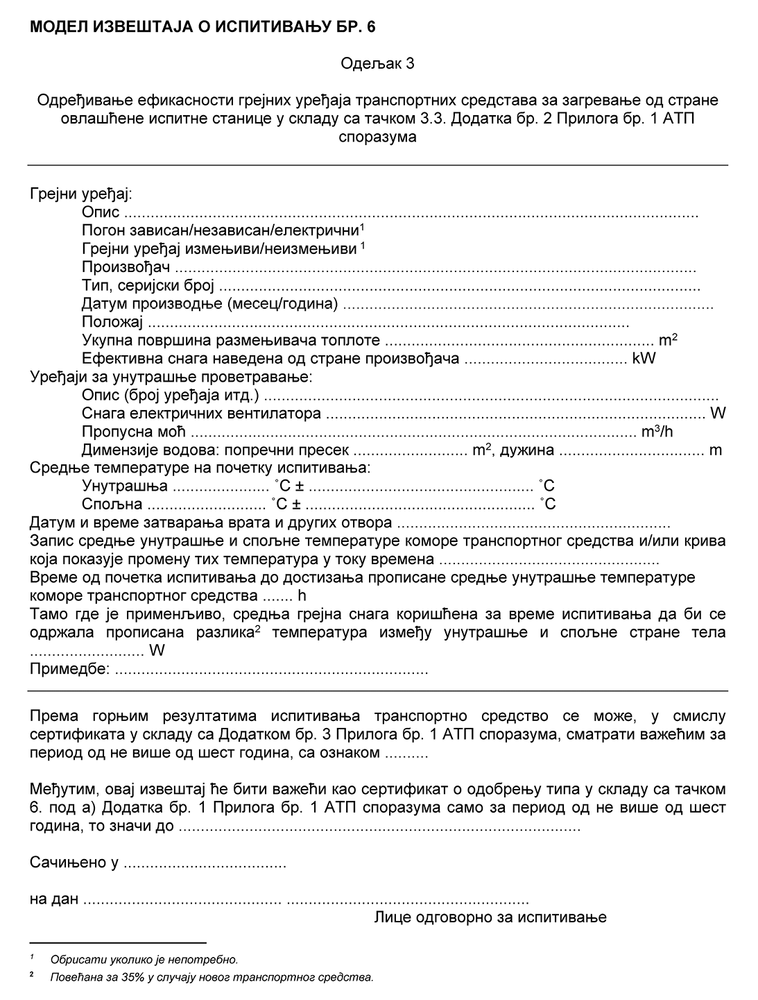 МОДЕЛ ИЗВЕШТАЈА О ИСПИТИВАЊУ БР. 6
Одељак 3
Одређивање ефикасности грејних уређаја транспортних средстава за загревање од стране
овлашћене испитне станице у складу са тачком 3.3. Додатка бр. 2 Прилога бр. 1 АТП
споразума
Грејни уређај:
Опис ....................................................................................................................................
Погон зависан/независан/електрични¹
Грејни уређај измењиви/неизмењиви ¹
Произвођач ........................................................................................................................
Тип, серијски број ...............................................................................................................
Датум производње (месец/година) .....................................................................................
Положај ..............................................................................................................
Укупна површина размењивача топлоте .............................................................. m²
Ефективна снага наведена од стране произвођача ..................................... kW
Уређаји за унутрашње проветравање:
Опис (број уређаја итд.) ........................................................................................................
Снага електричних вентилатора ....................................................................................... W
Пропусна моћ ...................................................................................................... m³/h
Димензије водова: попречни пресек .......................... m², дужина ................................. m
Средње температуре на почетку испитивања:
Унутрашња ...................... ˚C ± ................................................... ˚C
Спољна ........................... ˚C ± .................................................... ˚C
Датум и време затварања врата и других отвора ..............................................................
Запис средње унутрашње и спољне температуре коморе транспортног средства и/или крива
која показује промену тих температура у току времена ..................................................
Време од почетка испитивања до достизања прописане средње унутрашње температуре
коморе транспортног средства ....... h
Тамо где је применљиво, средња грејна снага коришћена за време испитивања да би се
одржала прописана разлика² температура између унутрашње и спољне стране тела
.......................... W
Примедбе: .......................................................................
Према горњим резултатима испитивања транспортно средство се може, у смислу
сертификата у складу са Додатком бр. 3 Прилога бр. 1 АТП споразума, сматрати важећим за
период од не више од шест година, са ознаком ..........
Међутим, овај извештај ће бити важећи као сертификат о одобрењу типа у складу са тачком
6. под а) Додатка бр. 1 Прилога бр. 1 АТП споразума само за период од не више од шест
година, то значи до ...........................................................................................
Сачињено у .....................................
на дан ............................................. .......................................................
Лице одговорно за испитивање
¹ Обрисати уколико је непотребно.
² Повећана за 35% у случају новог транспортног средства.